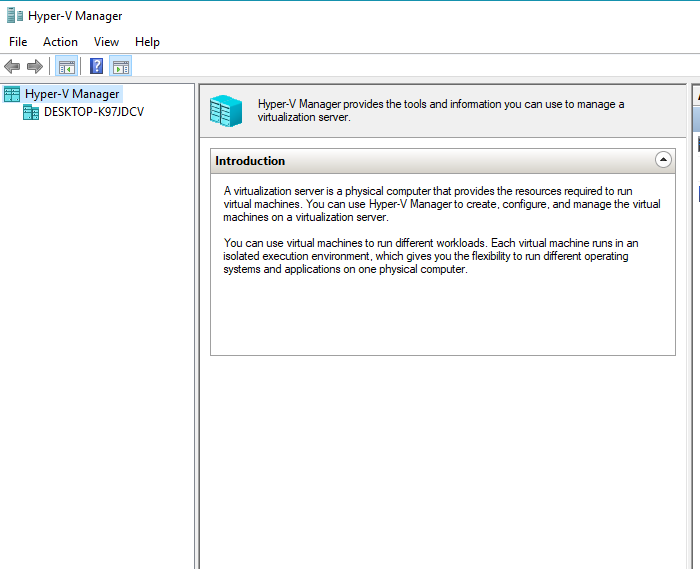 Hyper-V Manager
File Action View Help
?
Hyper-V Manager
DESKTOP-K97JDCV
Hyper-V Manager provides the tools and information you can use to manage a
virtualization server.
Introduction
A virtualization server is a physical computer that provides the resources required to run
virtual machines. You can use Hyper-V Manager to create, configure, and manage the virtual
machines on a virtualization server.
You can use virtual machines to run different workloads. Each virtual machine runs in an
isolated execution environment, which gives you the flexibility to run different operating
systems and applications on one physical computer.